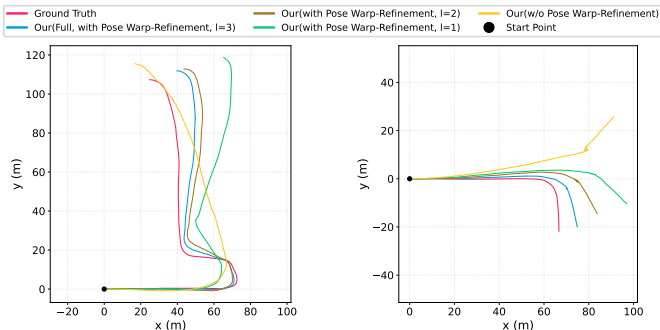 Ground Truth
Our(Full, with Pose Warp-Refinement, l=3)
Our(with Pose Warp-Refinement, l=2)
Our(with Pose Warp-Refinement, l=1)
Our(w/o Pose Warp-Refinement)
Start Point
120
100
80
60
40
20
0
y (m)
−20 0 20 40 60 80 100
x (m)
40
20
0
−20
−40
y (m)
0 20 40 60 80 100
x (m)